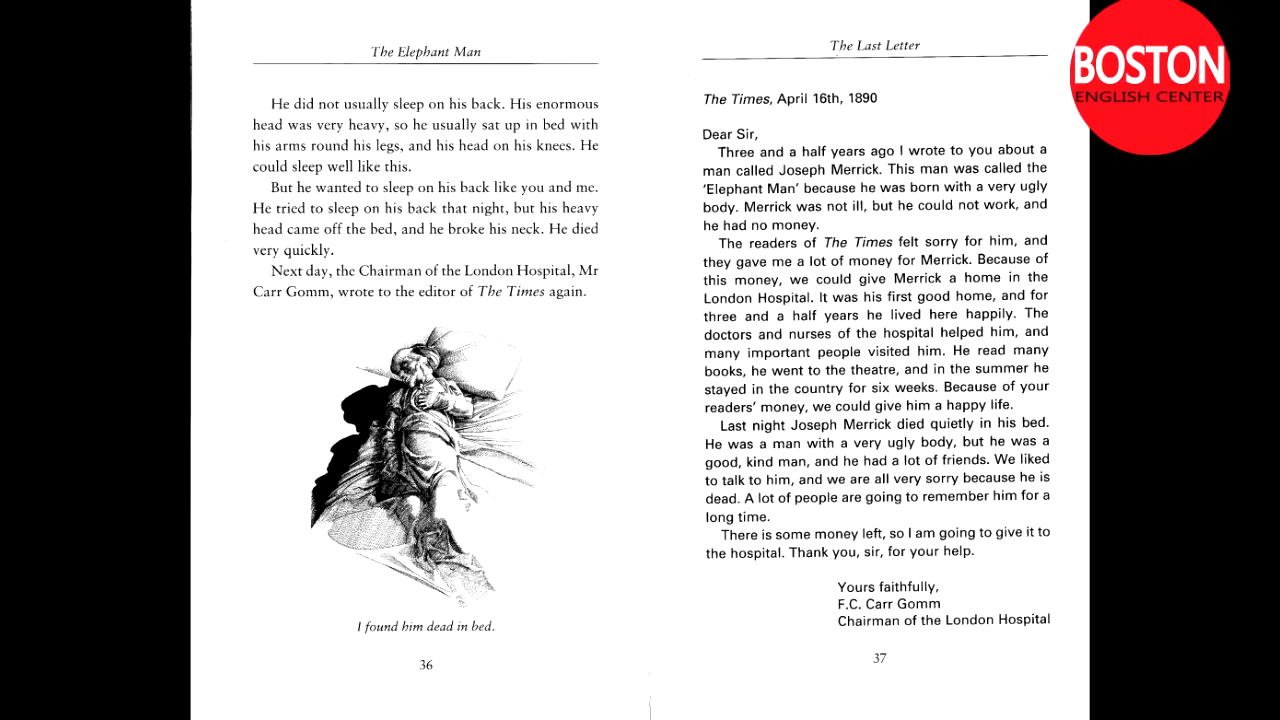 The Elephant Man
He did not usually sleep on his back. His enormous
head was very heavy, so he usually sat up in bed with
his arms round his legs, and his head on his knees. He
could sleep well like this.
But he wanted to sleep on his back like you and me.
He tried to sleep on his back that night, but his heavy
head came off the bed, and he broke his neck. He died
very quickly.
Next day, the Chairman of the London Hospital, Mr
Carr Gomm, wrote to the editor of The Times again.
I found him dead in bed.
36
The Last Letter
The Times, April 16th, 1890
Dear Sir,
Three and a half years ago I wrote to you about a
man called Joseph Merrick. This man was called the
'Elephant Man' because he was born with a very ugly
body. Merrick was not ill, but he could not work, and
he had no money.
The readers of The Times felt sorry for him, and
they gave me a lot of money for Merrick. Because of
this money, we could give Merrick a home in the
London Hospital. It was his first good home, and for
three and a half years he lived here happily. The
doctors and nurses of the hospital helped him, and
many important people visited him. He read many
books, he went to the theatre, and in the summer he
stayed in the country for six weeks. Because of your
readers' money, we could give him a happy life.
Last night Joseph Merrick died quietly in his bed.
He was a man with a very ugly body, but he was a
good, kind man, and he had a lot of friends. We liked
to talk to him, and we are all very sorry because he is
dead. A lot of people are going to remember him for a
long time.
There is some money left, so I am going to give it to
the hospital. Thank you, sir, for your help.
Yours faithfully,
F.C. Carr Gomm
Chairman of the London Hospital
37
BOSTON
ENGLISH CENTER